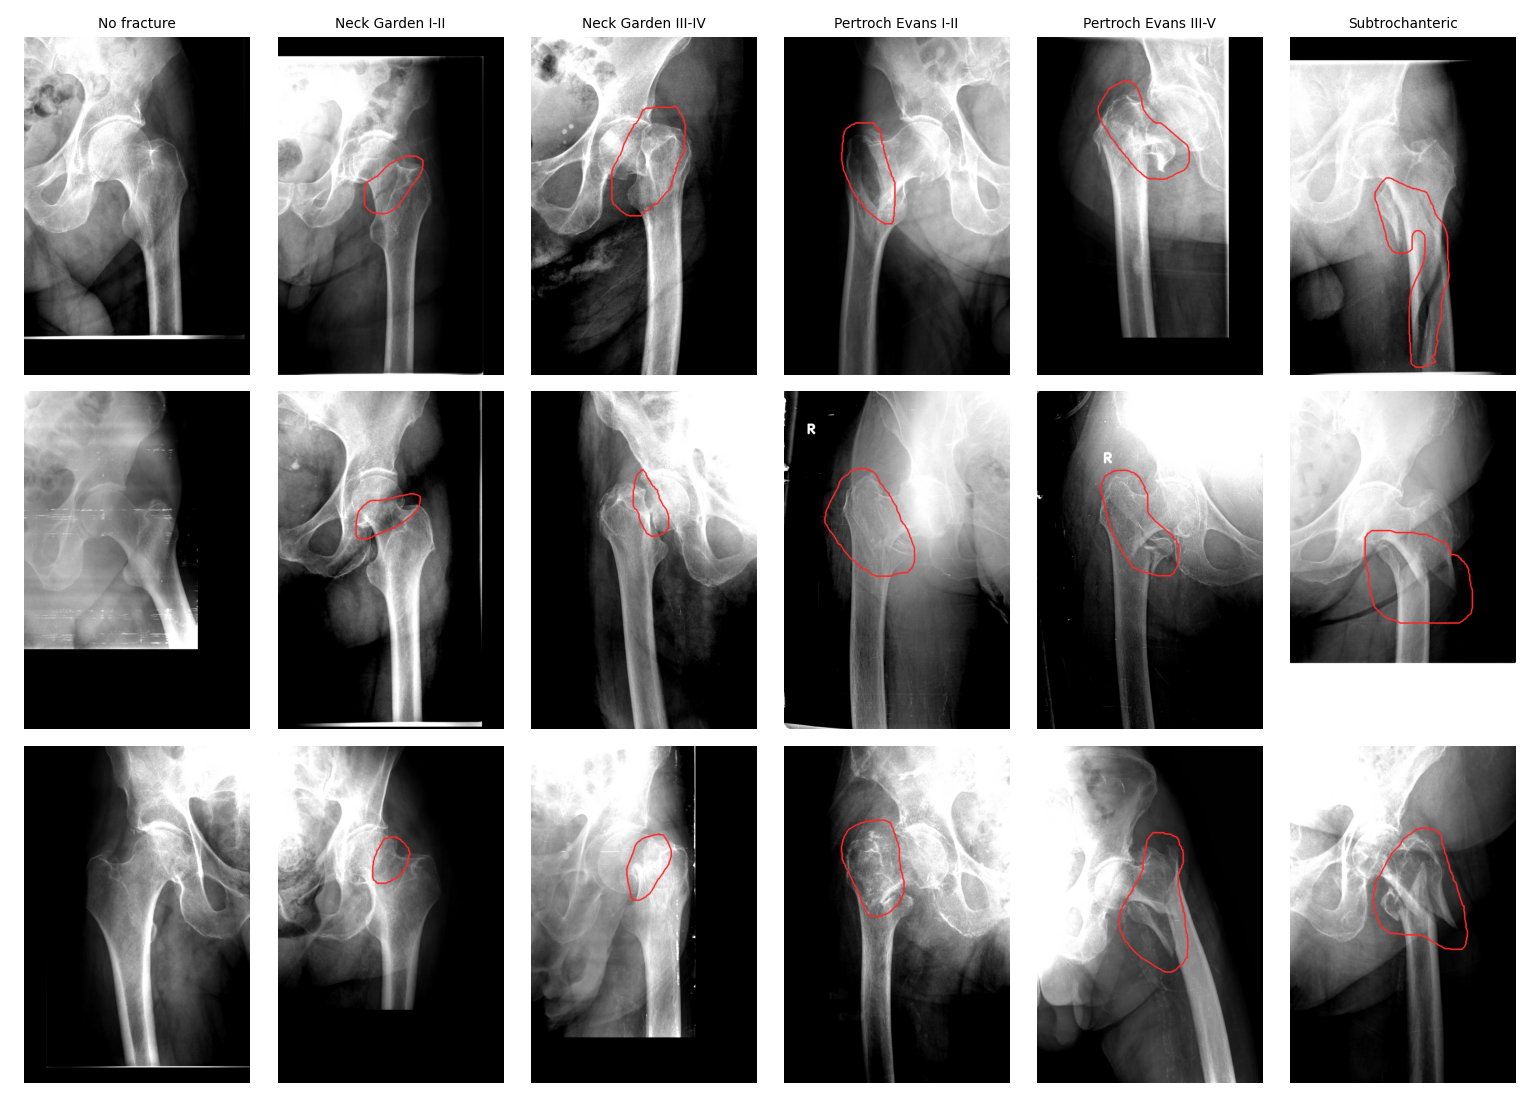 No fracture
Neck Garden I-II
Neck Garden III-IV
Pertroch Evans I-II
Pertroch Evans III-V
Subtrochanteric
R
R